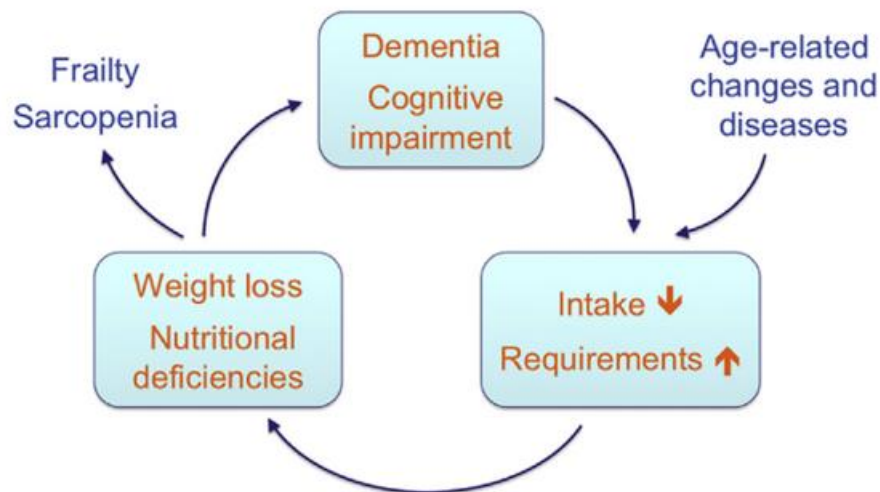 Frailty
Sarcopenia
Dementia
Cognitive
impairment
Age-related
changes and
diseases
Weight loss
Nutritional
deficiencies
Intake ↓
Requirements ↑